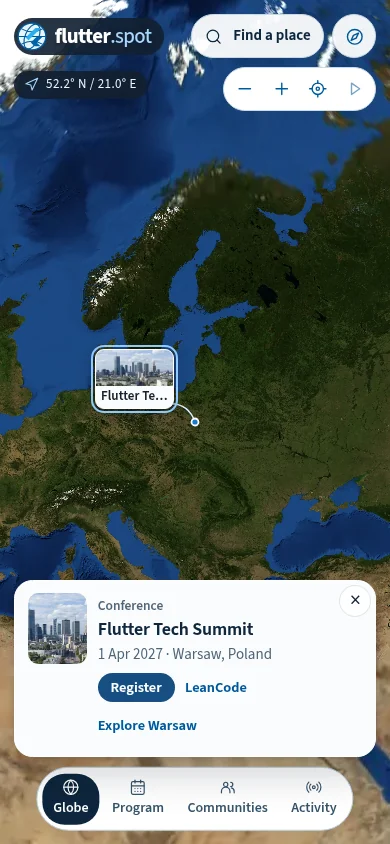 flutter.spot
Find a place
52.2° N / 21.0° E
Flutter Te...
Conference
Flutter Tech Summit
1 Apr 2027 · Warsaw, Poland
Register
LeanCode
Explore Warsaw
Globe
Program
Communities
Activity